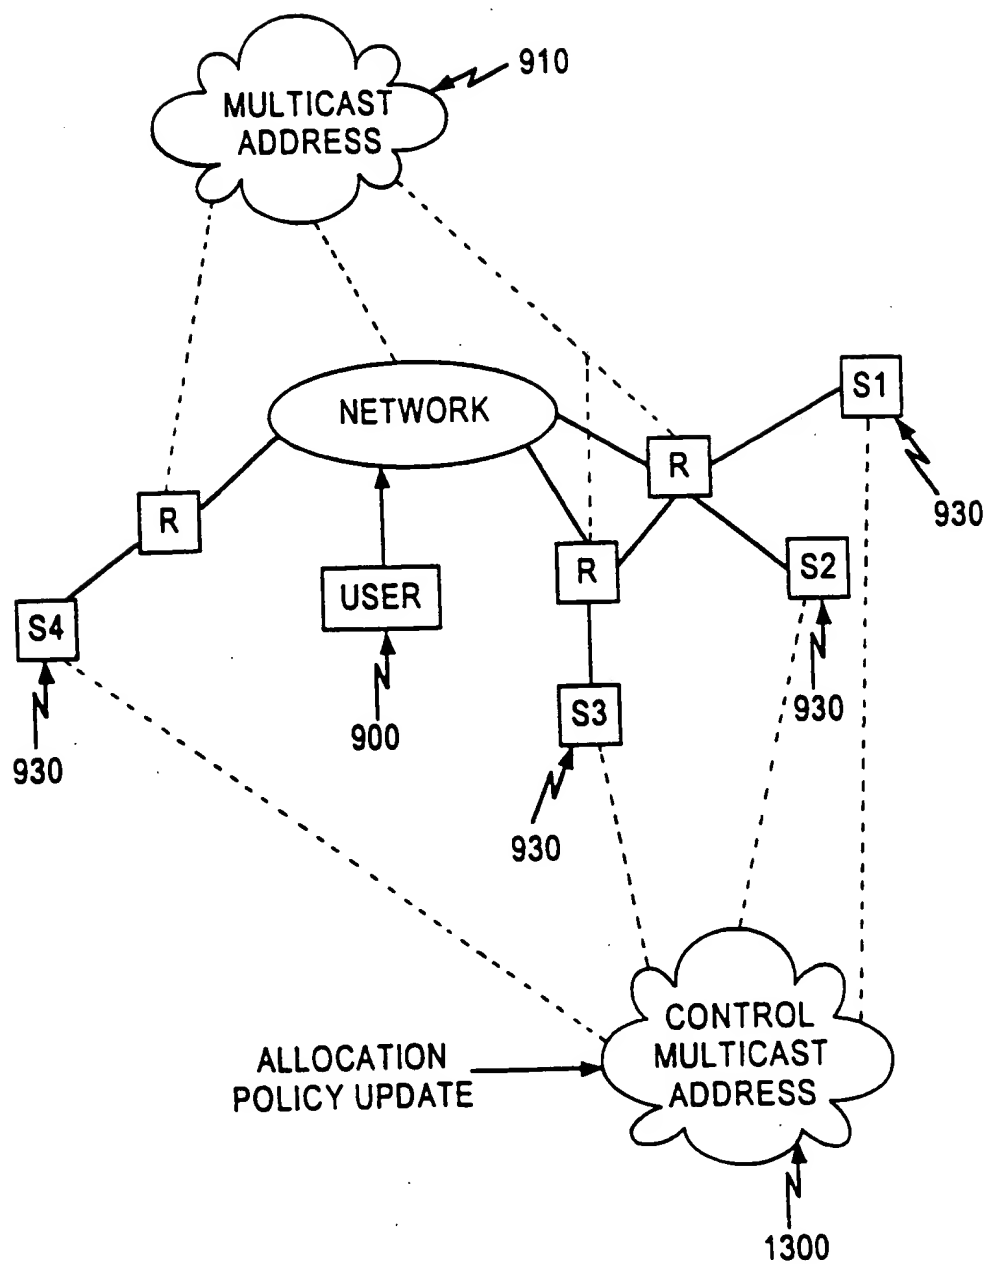 910
MULTICAST
ADDRESS
NETWORK
S1
R
930
R
R
S2
USER
S4
930
S3
900
930
930
CONTROL
MULTICAST
ADDRESS
ALLOCATION
POLICY UPDATE
1300